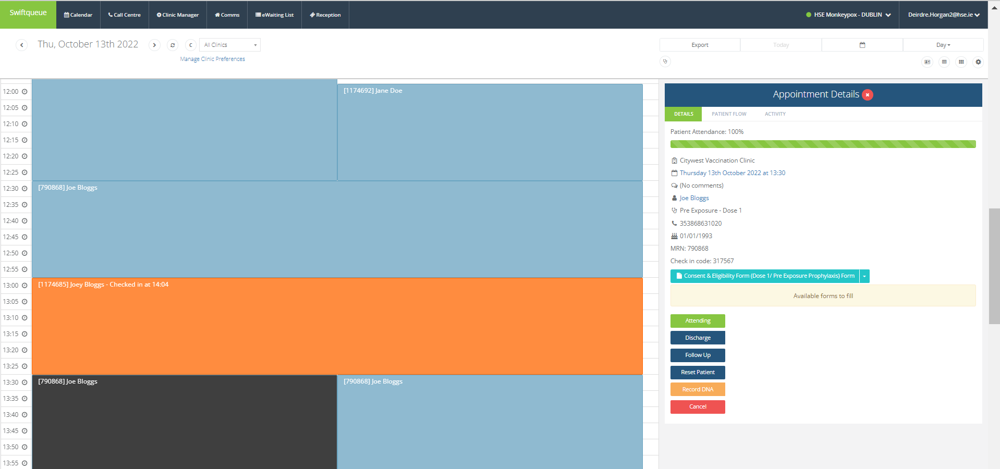 Swiftqueue
Calendar
Call Centre
Clinic Manager
Comms
eWaiting List
Reception
HSE Monkeypox - DUBLIN
Deirdre.Horgan2@hse.ie
Thu, October 13th 2022
C
All Clinics
Manage Clinic Preferences
Export
Today
Day
12:00
12:05
12:10
12:15
12:20
12:25
12:30
12:35
12:40
12:45
12:50
12:55
13:00
13:05
13:10
13:15
13:20
13:25
13:30
13:35
13:40
13:45
13:50
13:55
[1174692] Jane Doe
[790868] Joe Bloggs
[1174685] Joey Bloggs - Checked in at 14:04
[790868] Joe Bloggs
[790868] Joe Bloggs
Appointment Details
DETAILS
PATIENT FLOW
ACTIVITY
Patient Attendance: 100%
Citywest Vaccination Clinic
Thursday 13th October 2022 at 13:30
(No comments)
Joe Bloggs
Pre Exposure - Dose 1
353868631020
01/01/1993
MRN: 790868
Check in code: 317567
Consent & Eligibility Form (Dose 1/ Pre Exposure Prophylaxis) Form
Available forms to fill
Attending
Discharge
Follow Up
Reset Patient
Record DNA
Cancel